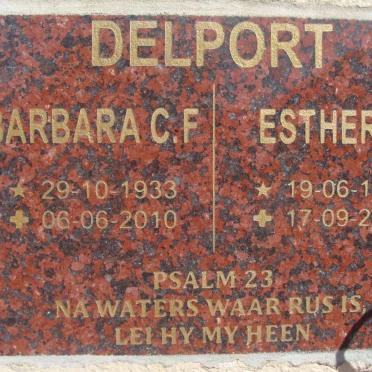 DELPORT
BARBARA C.F ESTHER
29-10-1933 19-06-1
06-06-2010 17-09-2
PSALM 23
NA WATERS WAAR RUS IS,
LEI HY MY HEEN